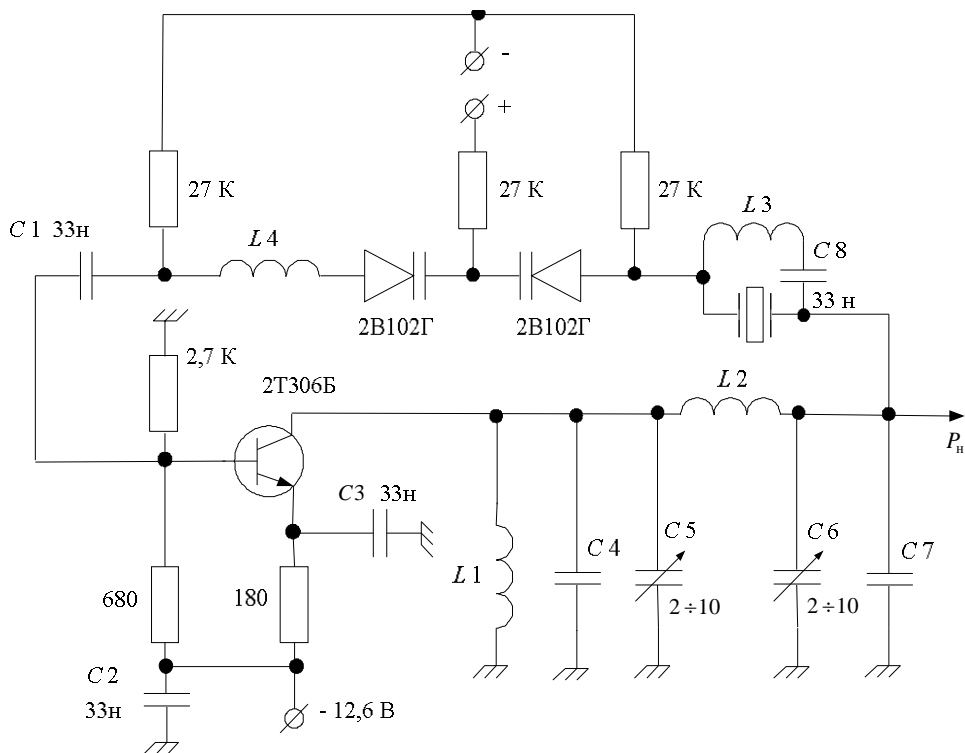 -
+
27 К
27 К
27 К
L 3
C 1 33н
L 4
C 8
33 н
2В102Г
2В102Г
2,7 К
2Т306Б
L 2
Pн
C3 33н
C 5
C 6
C 7
C 4
L 1
680
180
2÷10
2÷10
C 2
33н
- 12,6 В